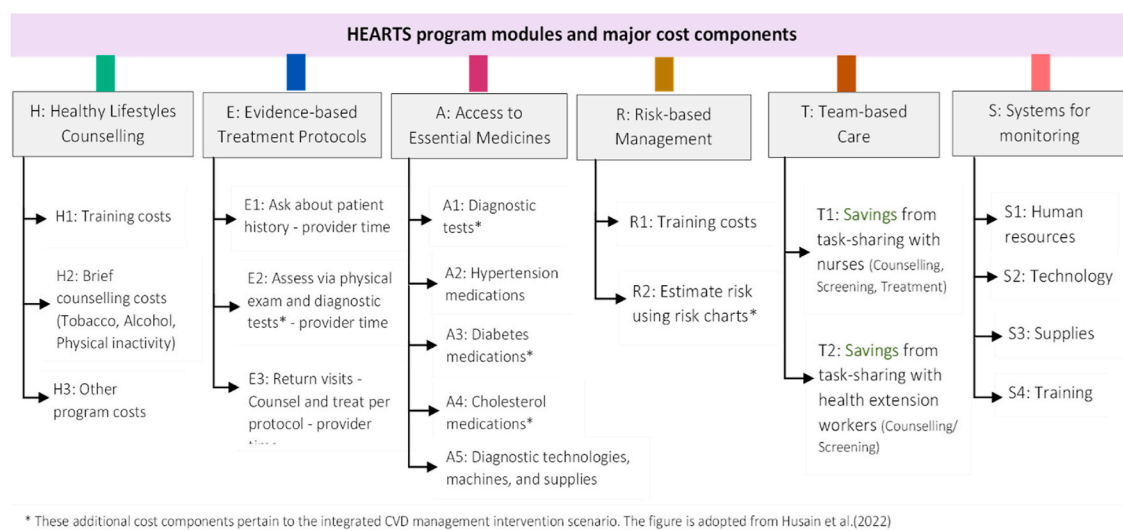 HEARTS program modules and major cost components
H: Healthy Lifestyles
Counselling
H1: Training costs
H2: Brief
counselling costs
(Tobacco, Alcohol,
Physical inactivity)
H3: Other
program costs
E: Evidence-based
Treatment Protocols
E1: Ask about patient
history - provider time
E2: Assess via physical
exam and diagnostic
tests* - provider time
E3: Return visits -
Counsel and treat per
protocol - provider
A: Access to
Essential Medicines
A1: Diagnostic
tests*
A2: Hypertension
medications
A3: Diabetes
medications*
A4: Cholesterol
medications*
A5: Diagnostic technologies,
machines, and supplies
R: Risk-based
Management
R1: Training costs
R2: Estimate risk
using risk charts*
T: Team-based
Care
T1: Savings from
task-sharing with
nurses (Counselling,
Screening, Treatment)
T2: Savings from
task-sharing with
health extension
workers (Counselling/
Screening)
S: Systems for
monitoring
S1: Human
resources
S2: Technology
S3: Supplies
S4: Training
* These additional cost components pertain to the integrated CVD management intervention scenario. The figure is adopted from Husain et al.(2022)